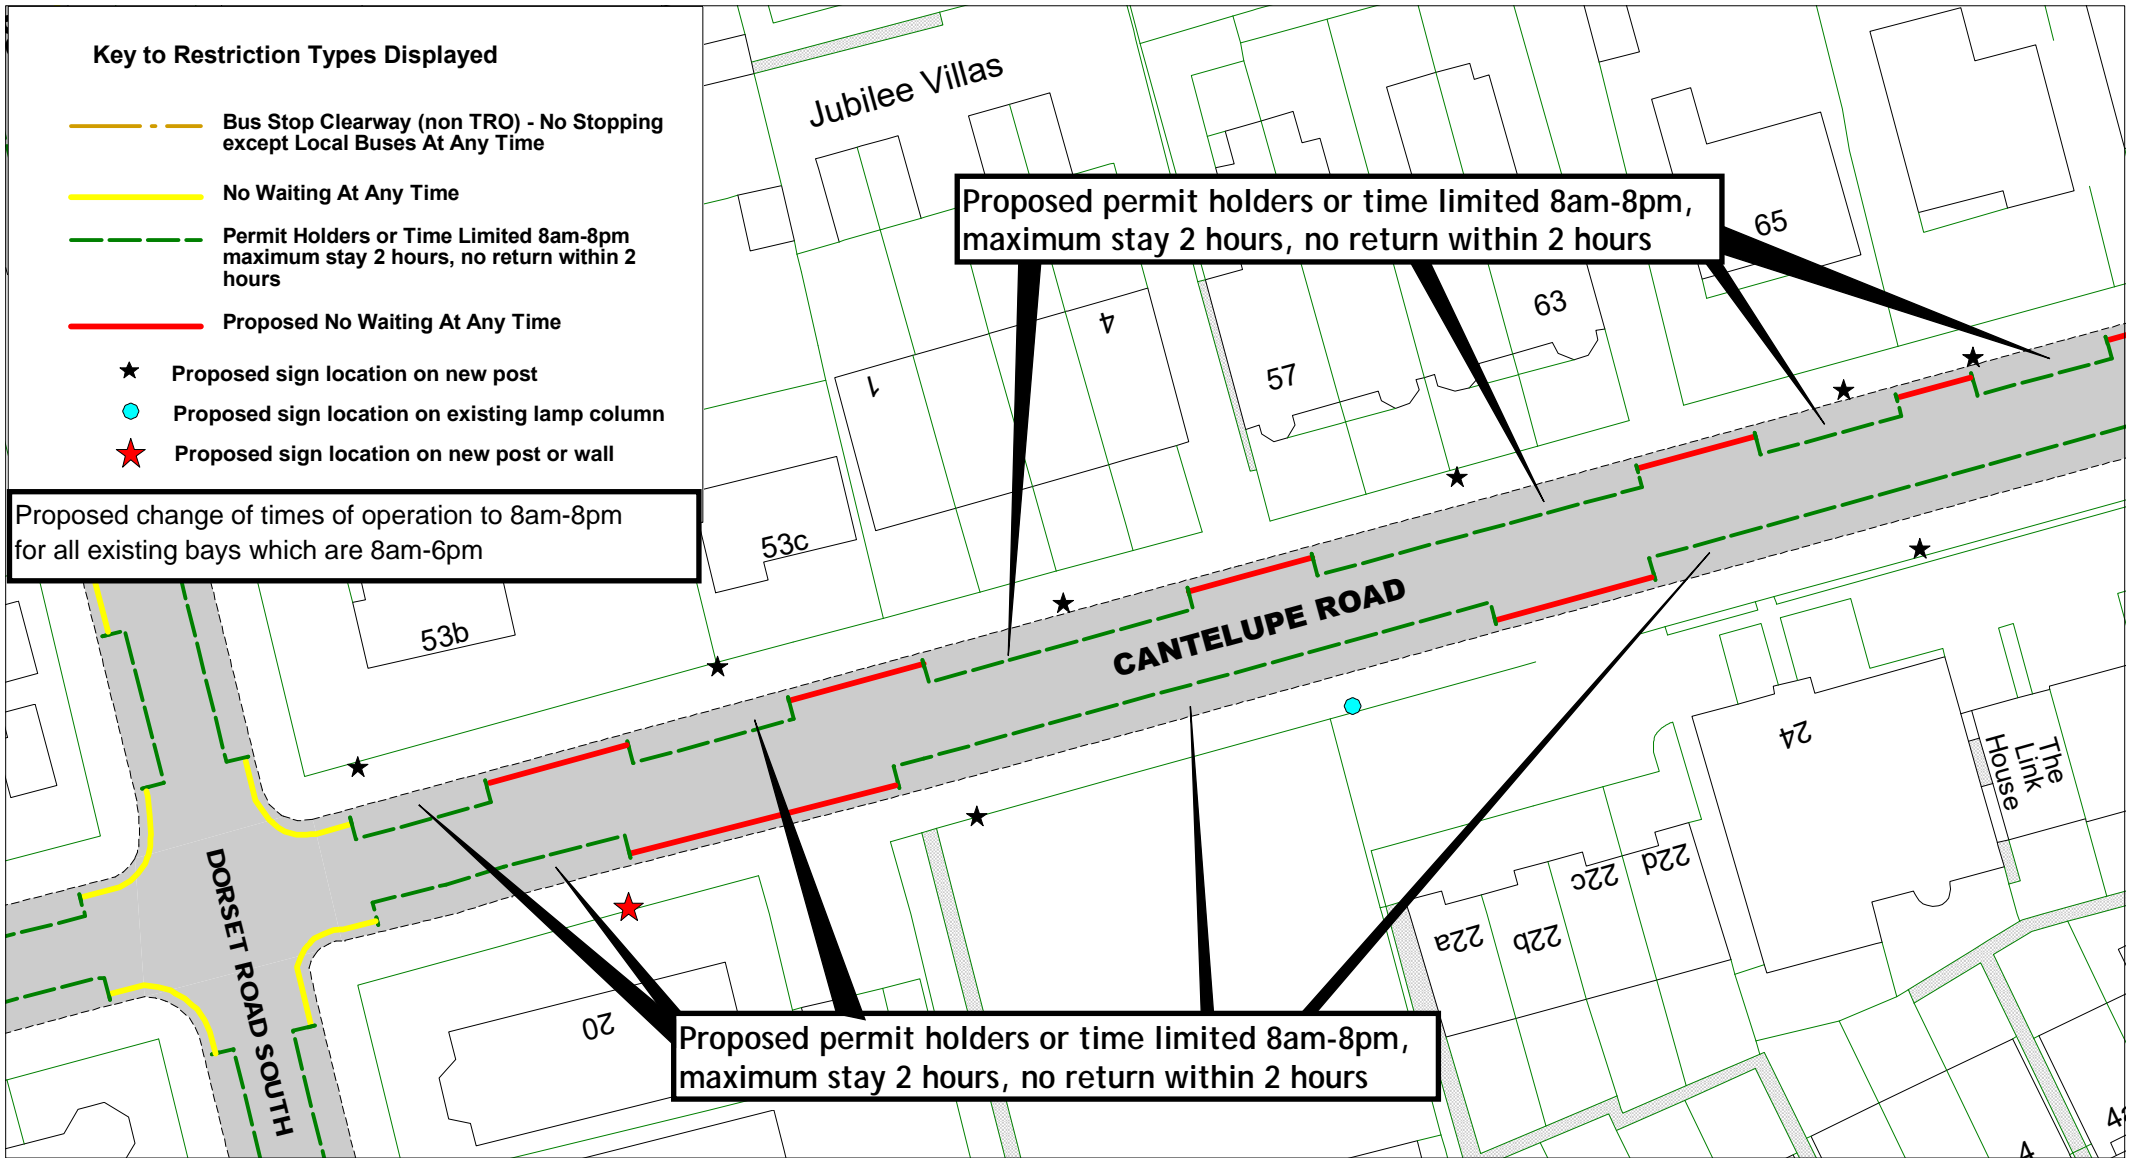 Key to Restriction Types Displayed
Bus Stop Clearway (non TRO) - No Stopping
except Local Buses At Any Time
No Waiting At Any Time
Permit Holders or Time Limited 8am-8pm
maximum stay 2 hours, no return within 2
hours
Proposed No Waiting At Any Time
Proposed sign location on new post
Proposed sign location on existing lamp column
Proposed sign location on new post or wall
Proposed change of times of operation to 8am-8pm
for all existing bays which are 8am-6pm
Jubilee Villas
Proposed permit holders or time limited 8am-8pm,
maximum stay 2 hours, no return within 2 hours
65
63
4
57
1
53c
53b
CANTELUPE ROAD
DORSET ROAD SOUTH
24
The
Link
House
22d
22c
22b
22a
20
Proposed permit holders or time limited 8am-8pm,
maximum stay 2 hours, no return within 2 hours
4